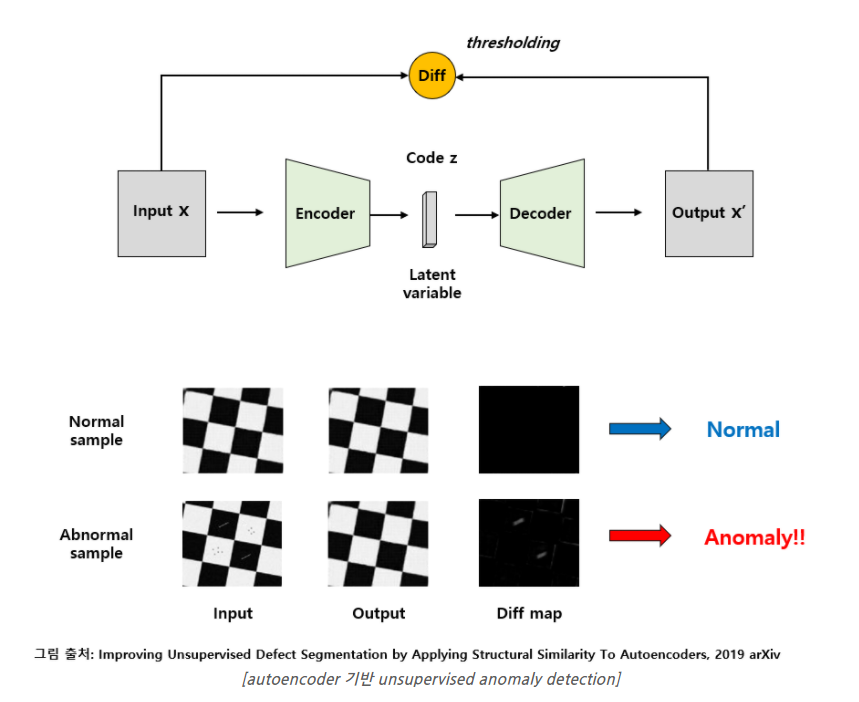 thresholding
Diff
Code z
Input X
Encoder
Decoder
Output X′
Latent
variable
Normal
sample
Normal
Abnormal
sample
Anomaly!!
Input
Output
Diff map
그림 출처: Improving Unsupervised Defect Segmentation by Applying Structural Similarity To Autoencoders, 2019 arXiv
[autoencoder 기반 unsupervised anomaly detection]